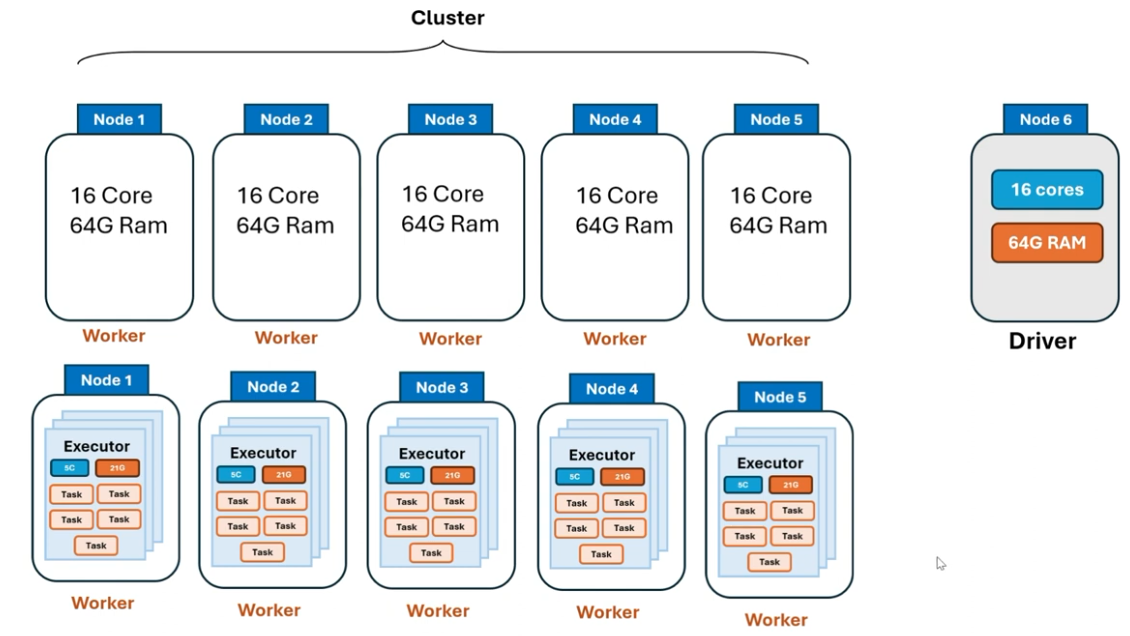 Cluster
Node 1
Node 2
Node 3
Node 4
Node 5
Node 6
16 Core
64G Ram
16 Core
64G Ram
16 Core
64G Ram
16 Core
64G Ram
16 Core
64G Ram
16 cores
64G RAM
Worker
Worker
Worker
Worker
Worker
Driver
Node 1
Executor
5C 21G
Task Task
Task Task
Task
Worker
Node 2
Executor
5C 21G
Task Task
Task Task
Task
Worker
Node 3
Executor
5C 21G
Task Task
Task Task
Task
Worker
Node 4
Executor
5C 21G
Task Task
Task Task
Task
Worker
Node 5
Executor
5C 21G
Task Task
Task Task
Task
Worker